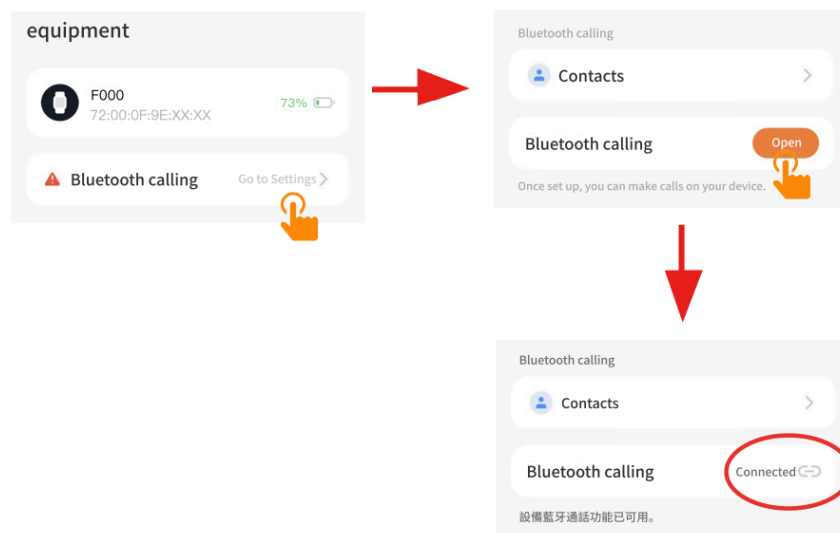 equipment
F000
72:00:0F:9E:XX:XX
73%
Bluetooth calling
Go to Settings
Bluetooth calling
Contacts
Bluetooth calling
Open
Once set up, you can make calls on your device.
Bluetooth calling
Contacts
Bluetooth calling
Connected
設備藍牙通話功能已可用。